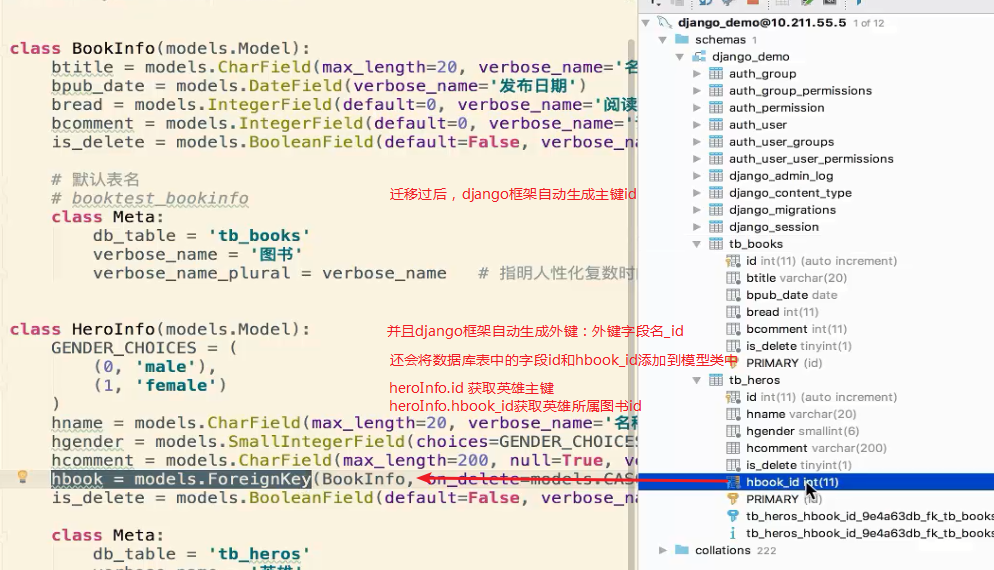 class BookInfo(models.Model):
btitle = models.CharField(max_length=20, verbose_name='名
bpub_date = models.DateField(verbose_name='发布日期')
bread = models.IntegerField(default=0, verbose_name='阅读
bcomment = models.IntegerField(default=0, verbose_name='
is_delete = models.BooleanField(default=False, verbose_na
# 默认表名
# booktest_bookinfo
迁移过后，django框架自动生成主键id
class Meta:
db_table = 'tb_books'
verbose_name = '图书'
verbose_name_plural = verbose_name # 指明人性化复数时
class HeroInfo(models.Model):
并且django框架自动生成外键：外键字段名_id
GENDER_CHOICES = (
还会将数据库表中的字段id和hbook_id添加到模型类中
(0, 'male'),
(1, 'female')
heroInfo.id 获取英雄主键
)
heroInfo.hbook_id获取英雄所属图书id
hname = models.CharField(max_length=20, verbose_name='名称
hgender = models.SmallIntegerField(choices=GENDER_CHOICES
hcomment = models.CharField(max_length=200, null=True, ve
hbook = models.ForeignKey(BookInfo, on_delete=models.CAS
is_delete = models.BooleanField(default=False, verbose_na
class Meta:
db_table = 'tb_heros'
verbose_name = '英雄'
django_demo@10.211.55.5 1 of 12
schemas 1
django_demo
auth_group
auth_group_permissions
auth_permission
auth_user
auth_user_groups
auth_user_user_permissions
django_admin_log
django_content_type
django_migrations
django_session
tb_books
id int(11) (auto increment)
btitle varchar(20)
bpub_date date
bread int(11)
bcomment int(11)
is_delete tinyint(1)
PRIMARY (id)
tb_heros
id int(11) (auto increment)
hname varchar(20)
hgender smallint(6)
hcomment varchar(200)
is_delete tinyint(1)
hbook_id int(11)
PRIMARY (id)
tb_heros_hbook_id_9e4a63db_fk_tb_books
tb_heros_hbook_id_9e4a63db_fk_tb_books
collations 222